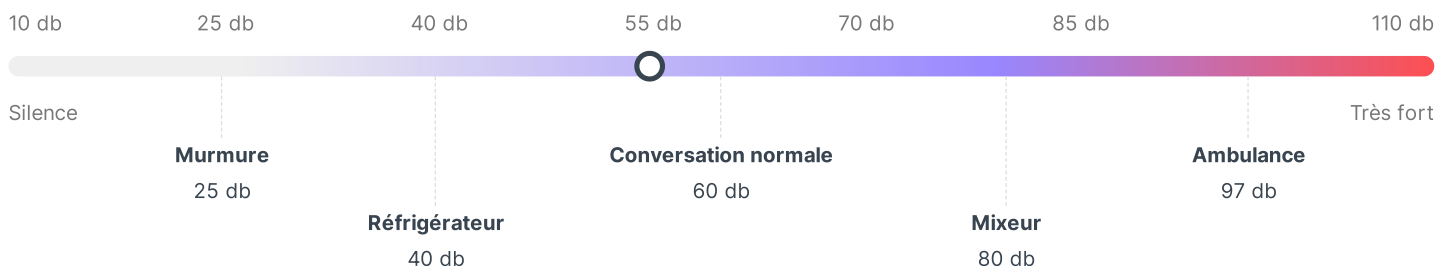 10 db 25 db 40 db 55 db 70 db 85 db 110 db
Silence Très fort
Murmure Conversation normale Ambulance
25 db 60 db 97 db
Réfrigérateur Mixeur
40 db 80 db